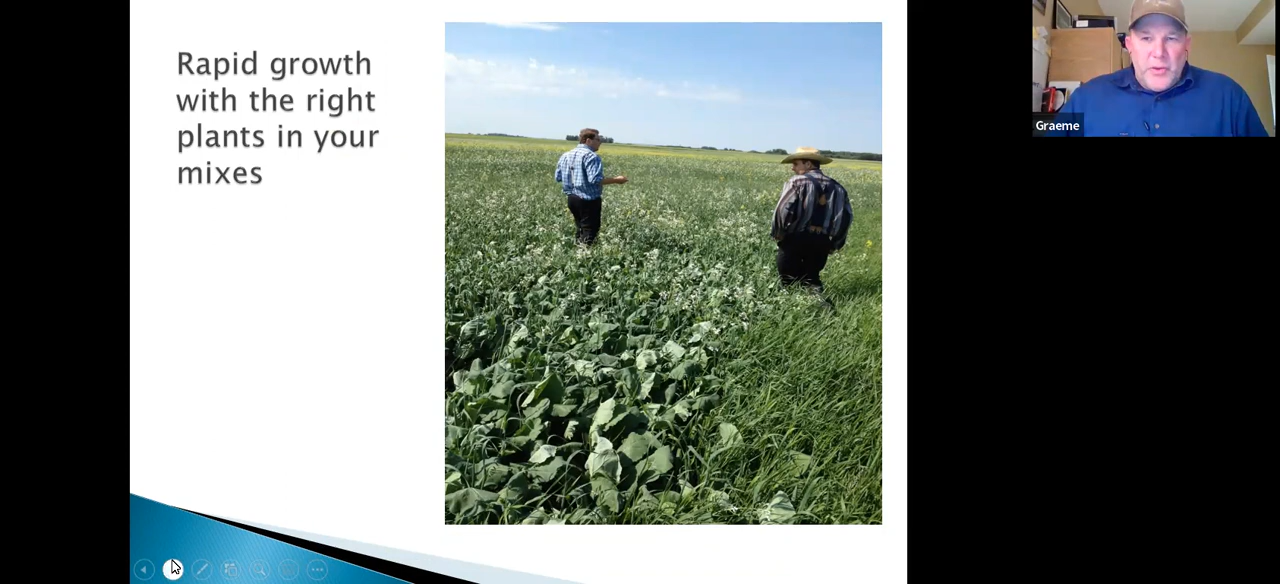 Rapid growth
with the right
plants in your
mixes
Graeme